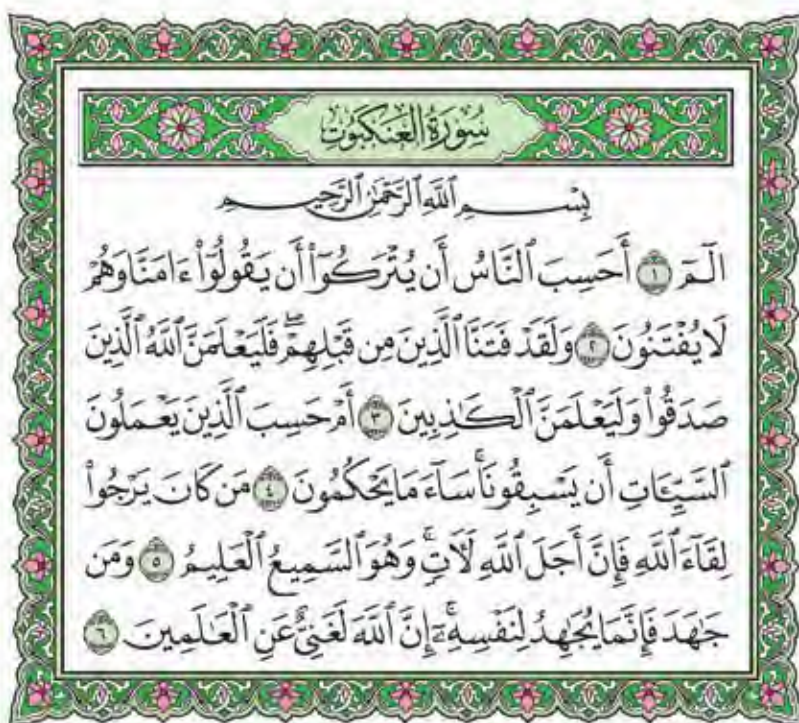 سُورَةُ العَنكَبُوت
بِسْمِ ٱللَّهِ ٱلرَّحْمَٰنِ ٱلرَّحِيمِ
الٓمٓ ١ أَحَسِبَ ٱلنَّاسُ أَن يُتْرَكُوٓا۟ أَن يَقُولُوٓا۟ ءَامَنَّا وَهُمْ
لَا يُفْتَنُونَ ٢ وَلَقَدْ فَتَنَّا ٱلَّذِينَ مِن قَبْلِهِمْ ۖ فَلَيَعْلَمَنَّ ٱللَّهُ ٱلَّذِينَ
صَدَقُوا۟ وَلَيَعْلَمَنَّ ٱلْكَـٰذِبِينَ ٣ أَمْ حَسِبَ ٱلَّذِينَ يَعْمَلُونَ
ٱلسَّيِّـَٔاتِ أَن يَسْبِقُونَا ۚ سَآءَ مَا يَحْكُمُونَ ٤ مَن كَانَ يَرْجُوا۟
لِقَآءَ ٱللَّهِ فَإِنَّ أَجَلَ ٱللَّهِ لَـَٔاتٍ ۚ وَهُوَ ٱلسَّمِيعُ ٱلْعَلِيمُ ٥ وَمَن
جَـٰهَدَ فَإِنَّمَا يُجَـٰهِدُ لِنَفْسِهِۦٓ ۚ إِنَّ ٱللَّهَ لَغَنِىٌّ عَنِ ٱلْعَـٰلَمِينَ ٦